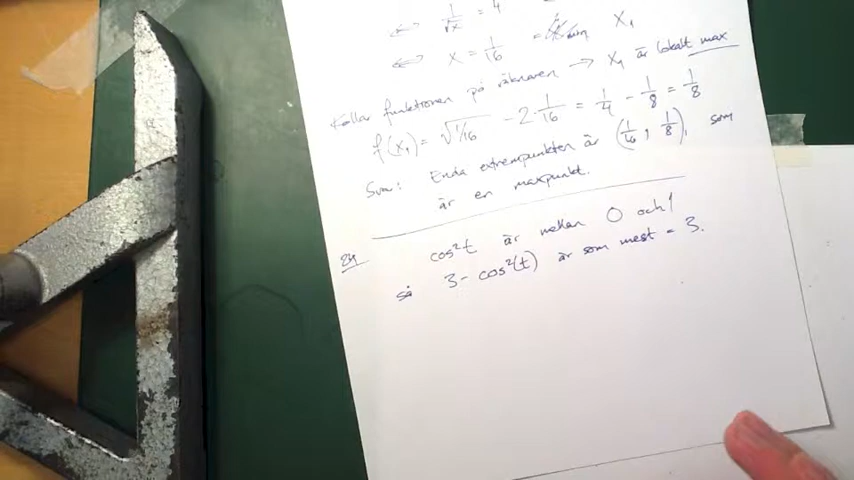 ⟺ 1/√x = 4
⟺ x = 1/16 x₁
Kollar funktionen på räknaren → x₁ är lokalt max
f(x₁) = √1/16 - 2·1/16 = 1/4 - 1/8 = 1/8
Svar: Enda extrempunkten är (1/16, 1/8), som
är en maxpunkt.
24 cos²t är mellan 0 och 1
så 3 - cos²(t) är som mest = 3.